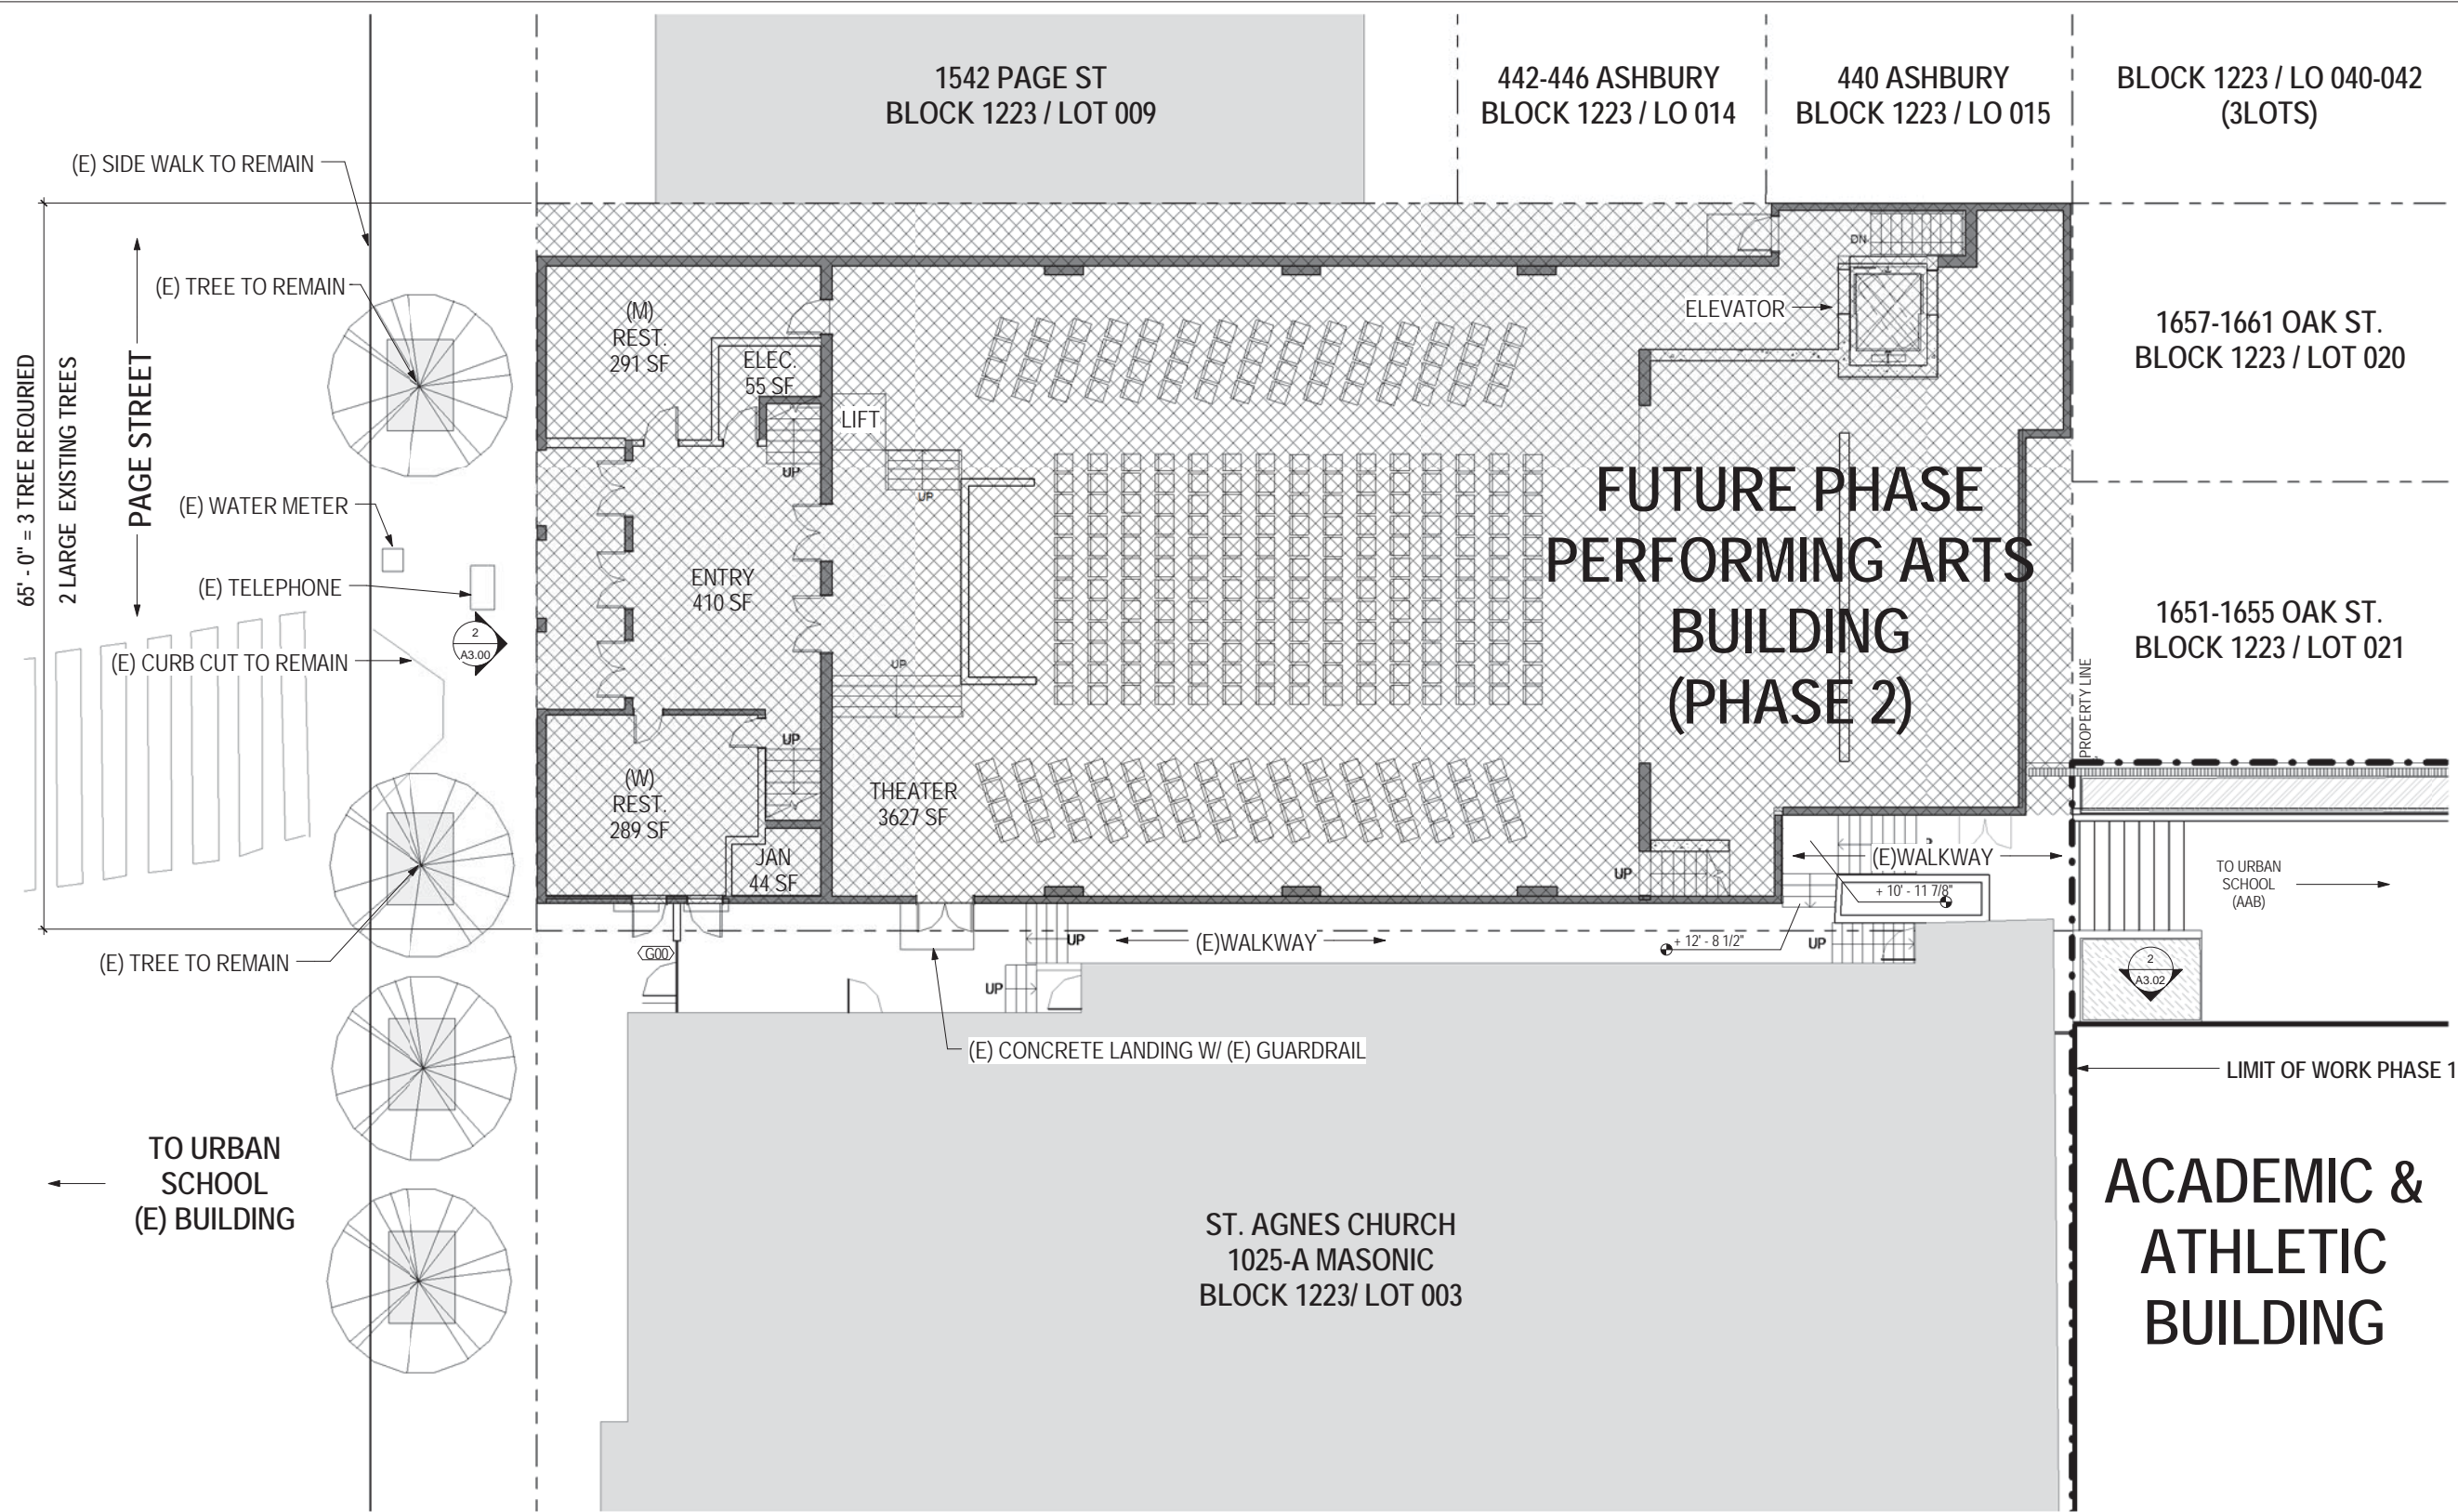 1542 PAGE ST
BLOCK 1223 / LOT 009
442-446 ASHBURY
BLOCK 1223 / LO 014
440 ASHBURY
BLOCK 1223 / LO 015
BLOCK 1223 / LO 040-042
(3LOTS)
(E) SIDE WALK TO REMAIN
(E) TREE TO REMAIN
65' - 0" = 3 TREE REQURIED
2 LARGE EXISTING TREES
PAGE STREET
(E) WATER METER
(E) TELEPHONE
2
A3.00
(E) CURB CUT TO REMAIN
(E) TREE TO REMAIN
TO URBAN
SCHOOL
(E) BUILDING
(M)
REST.
291 SF
ELEC.
55 SF
UP
LIFT
UP
ENTRY
410 SF
UP
UP
(W)
REST.
289 SF
JAN
44 SF
THEATER
3627 SF
DN
ELEVATOR
FUTURE PHASE
PERFORMING ARTS
BUILDING
(PHASE 2)
1657-1661 OAK ST.
BLOCK 1223 / LOT 020
1651-1655 OAK ST.
BLOCK 1223 / LOT 021
PROPERTY LINE
UP
(E)WALKWAY
+ 10' - 11 7/8"
TO URBAN
SCHOOL
(AAB)
G00
UP
(E)WALKWAY
+ 12' - 8 1/2"
UP
UP
2
A3.02
(E) CONCRETE LANDING W/ (E) GUARDRAIL
LIMIT OF WORK PHASE 1
ST. AGNES CHURCH
1025-A MASONIC
BLOCK 1223/ LOT 003
ACADEMIC &
ATHLETIC
BUILDING